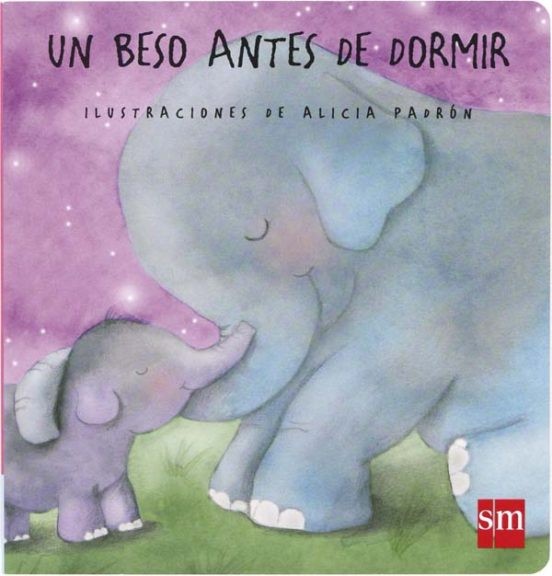 UN BESO ANTES DE DORMIR
ILUSTRACIONES DE ALICIA PADRÓN
sm